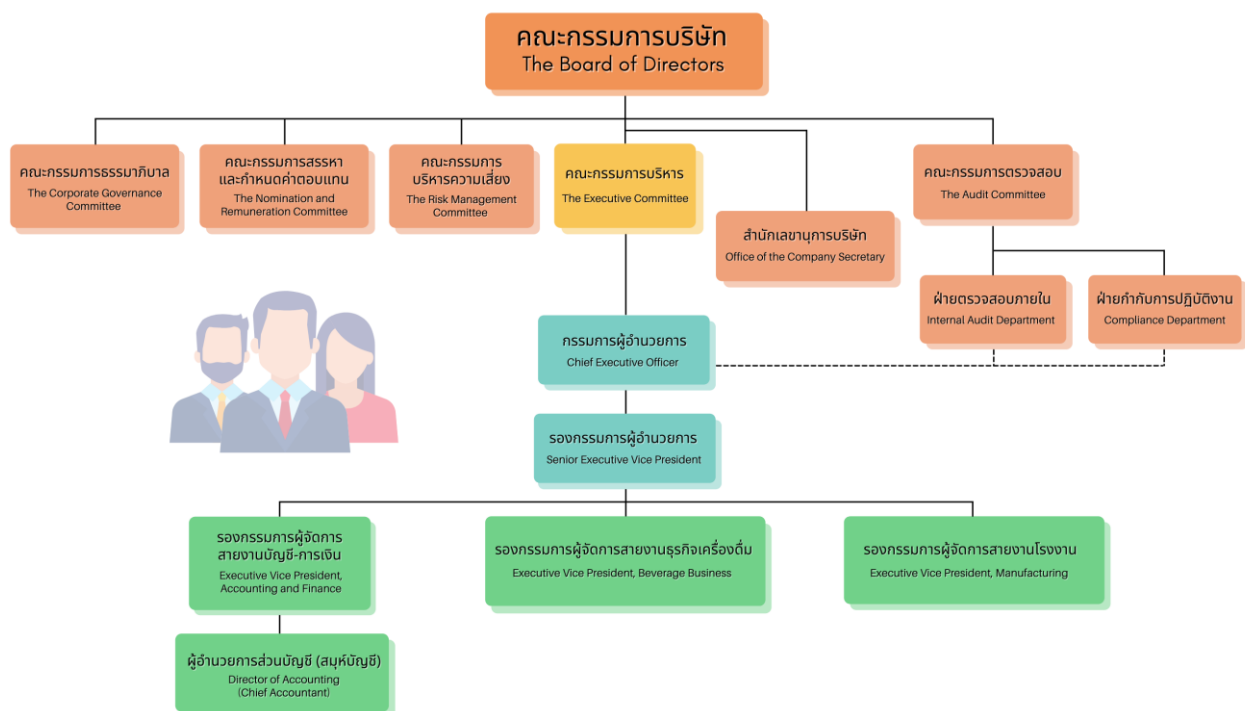 คณะกรรมการบริษัท
The Board of Directors
คณะกรรมการธรรมาภิบาล
The Corporate Governance
Committee
คณะกรรมการสรรหา
และกำหนดค่าตอบแทน
The Nomination and
Remuneration Committee
คณะกรรมการ
บริหารความเสี่ยง
The Risk Management
Committee
คณะกรรมการบริหาร
The Executive Committee
คณะกรรมการตรวจสอบ
The Audit Committee
สำนักเลขานุการบริษัท
Office of the Company Secretary
ฝ่ายตรวจสอบภายใน
Internal Audit Department
ฝ่ายกำกับการปฏิบัติงาน
Compliance Department
กรรมการผู้อำนวยการ
Chief Executive Officer
รองกรรมการผู้อำนวยการ
Senior Executive Vice President
รองกรรมการผู้จัดการ
สายงานบัญชี-การเงิน
Executive Vice President,
Accounting and Finance
รองกรรมการผู้จัดการสายงานธุรกิจเครื่องดื่ม
Executive Vice President, Beverage Business
รองกรรมการผู้จัดการสายงานโรงงาน
Executive Vice President, Manufacturing
ผู้อำนวยการส่วนบัญชี (สมุห์บัญชี)
Director of Accounting
(Chief Accountant)